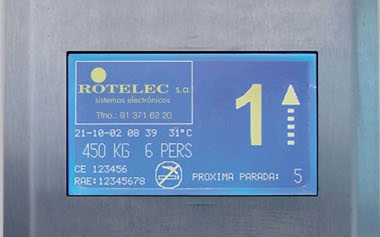 ROTELEC s.a.
sistemas electrónicos
Tfno.: 91 371 62 20
1
21-10-02 08 39 31°C
450 KG 6 PERS
CE 123456
RAE:12345678
PROXIMA PARADA: 5